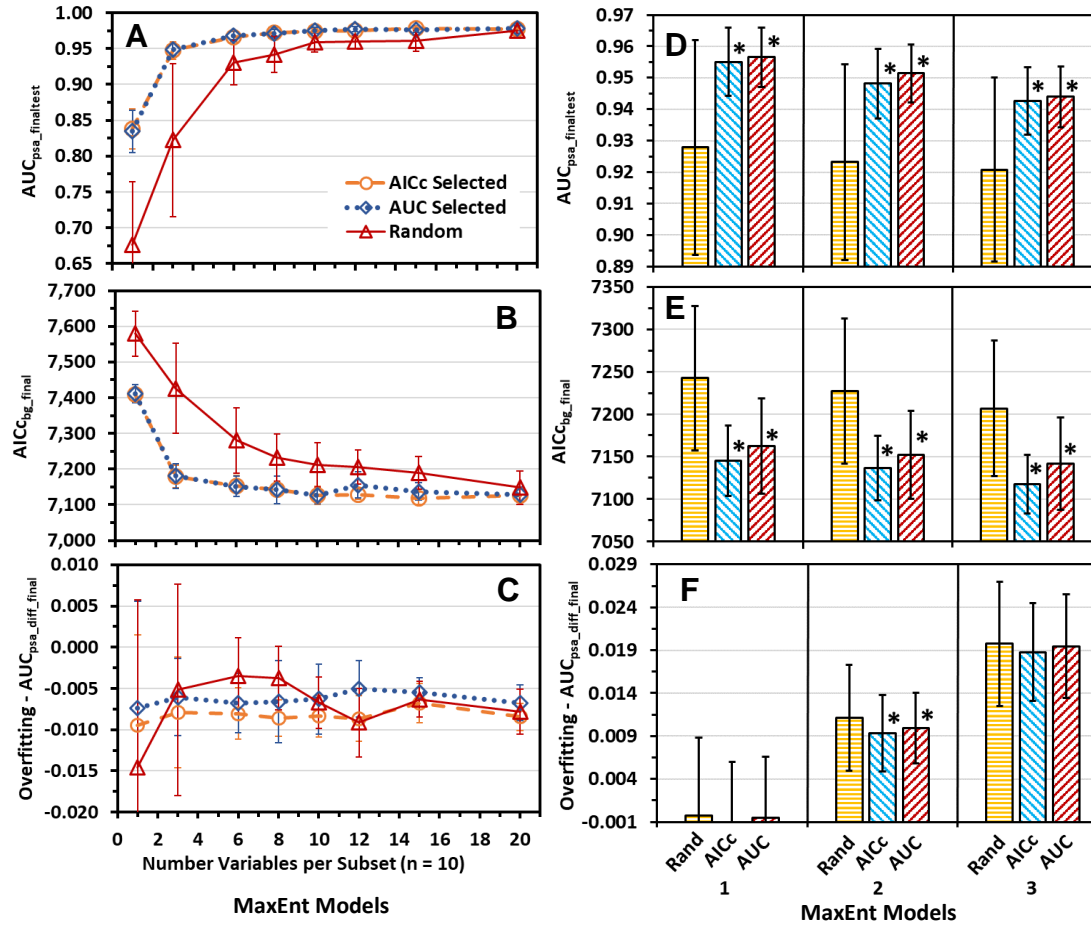 A
1.00
0.95
0.90
0.85
0.80
0.75
0.70
0.65
AUCpsa_finaltest
AICc Selected
AUC Selected
Random
B
7,700
7,600
7,500
7,400
7,300
7,200
7,100
7,000
AICcbg_final
C
0.010
0.005
0.000
-0.005
-0.010
-0.015
-0.020
Overfitting - AUCpsa_diff_final
0 2 4 6 8 10 12 14 16 18 20
Number Variables per Subset (n = 10)
MaxEnt Models
D
0.97
0.96
0.95
0.94
0.93
0.92
0.91
0.90
0.89
AUCpsa_finaltest
* * * * * *
E
7350
7300
7250
7200
7150
7100
7050
AICcbg_final
* * * * * *
F
0.029
0.024
0.019
0.014
0.009
0.004
-0.001
Overfitting - AUCpsa_diff_final
* *
Rand AICc AUC Rand AICc AUC Rand AICc AUC
1 2 3
MaxEnt Models